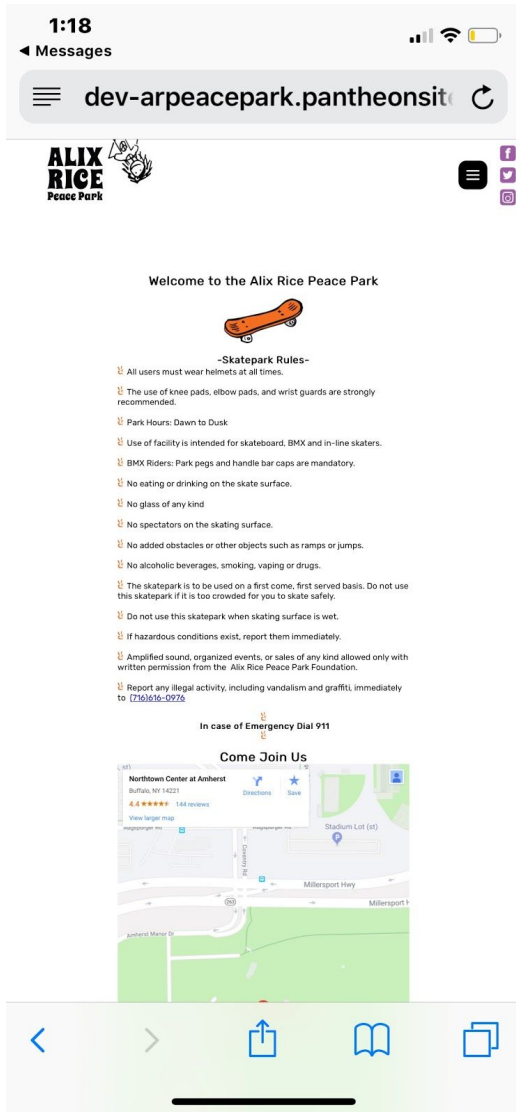 1:18
◀ Messages
dev-arpeacepark.pantheonsit
ALIX
RICE
Peace Park
Welcome to the Alix Rice Peace Park
-Skatepark Rules-
All users must wear helmets at all times.
The use of knee pads, elbow pads, and wrist guards are strongly
recommended.
Park Hours: Dawn to Dusk
Use of facility is intended for skateboard, BMX and in-line skaters.
BMX Riders: Park pegs and handle bar caps are mandatory.
No eating or drinking on the skate surface.
No glass of any kind
No spectators on the skating surface.
No added obstacles or other objects such as ramps or jumps.
No alcoholic beverages, smoking, vaping or drugs.
The skatepark is to be used on a first come, first served basis. Do not use
this skatepark if it is too crowded for you to skate safely.
Do not use this skatepark when skating surface is wet.
If hazardous conditions exist, report them immediately.
Amplified sound, organized events, or sales of any kind allowed only with
written permission from the Alix Rice Peace Park Foundation.
Report any illegal activity, including vandalism and graffiti, immediately
to (716)616-0976
In case of Emergency Dial 911
Come Join Us
Northtown Center at Amherst
Buffalo, NY 14221
4.4 ★★★★★ 144 reviews
View larger map
Directions
Save
Stadium Lot (st)
P
Coventry Rd
Millersport Hwy
263
Millersport H
Amherst Manor Dr